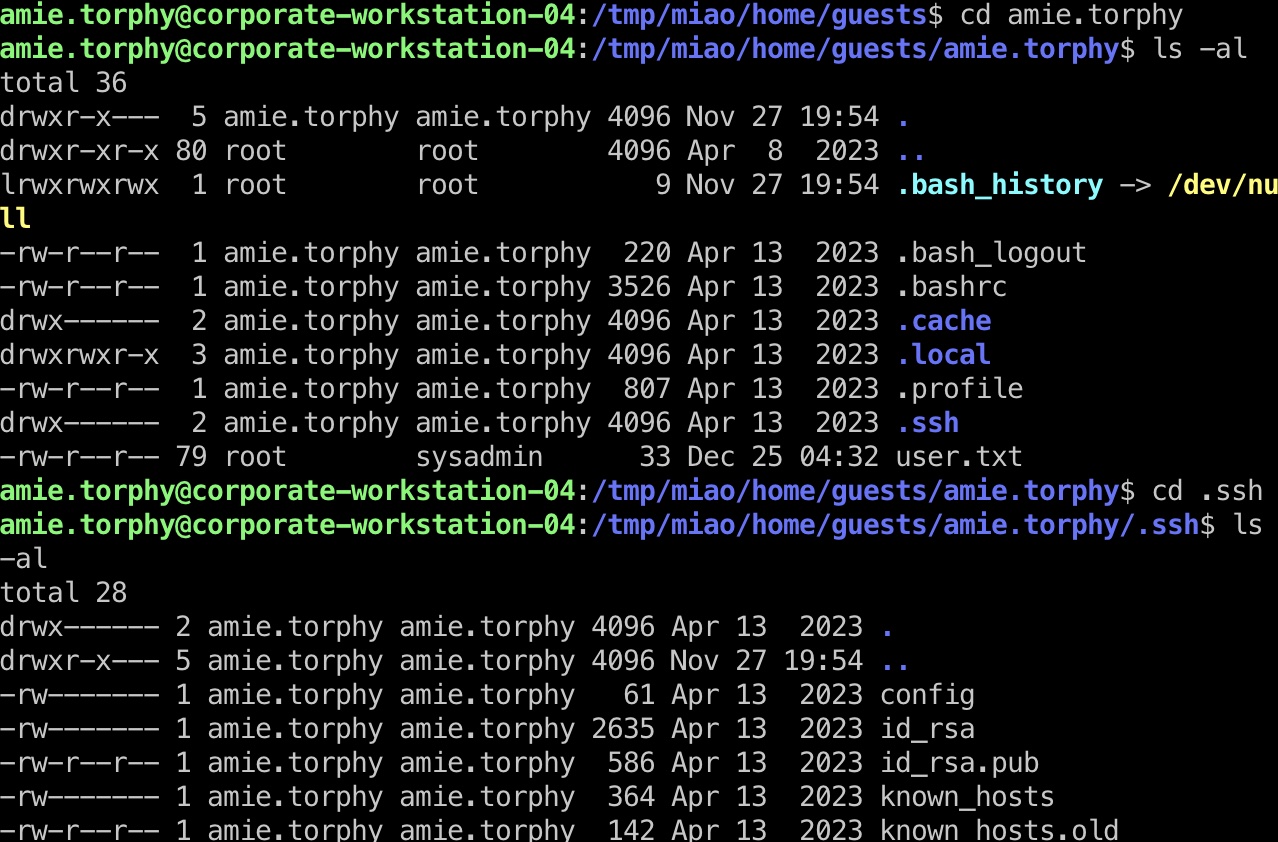 amie.torphy@corporate-workstation-04:/tmp/miao/home/guests$ cd amie.torphy
amie.torphy@corporate-workstation-04:/tmp/miao/home/guests/amie.torphy$ ls -al
total 36
drwxr-x---  5 amie.torphy amie.torphy 4096 Nov 27 19:54 .
drwxr-xr-x 80 root        root        4096 Apr  8  2023 ..
lrwxrwxrwx  1 root        root           9 Nov 27 19:54 .bash_history -> /dev/nu
ll
-rw-r--r--  1 amie.torphy amie.torphy  220 Apr 13  2023 .bash_logout
-rw-r--r--  1 amie.torphy amie.torphy 3526 Apr 13  2023 .bashrc
drwx------  2 amie.torphy amie.torphy 4096 Apr 13  2023 .cache
drwxrwxr-x  3 amie.torphy amie.torphy 4096 Apr 13  2023 .local
-rw-r--r--  1 amie.torphy amie.torphy  807 Apr 13  2023 .profile
drwx------  2 amie.torphy amie.torphy 4096 Apr 13  2023 .ssh
-rw-r--r-- 79 root        sysadmin      33 Dec 25 04:32 user.txt
amie.torphy@corporate-workstation-04:/tmp/miao/home/guests/amie.torphy$ cd .ssh
amie.torphy@corporate-workstation-04:/tmp/miao/home/guests/amie.torphy/.ssh$ ls
-al
total 28
drwx------ 2 amie.torphy amie.torphy 4096 Apr 13  2023 .
drwxr-x--- 5 amie.torphy amie.torphy 4096 Nov 27 19:54 ..
-rw------- 1 amie.torphy amie.torphy   61 Apr 13  2023 config
-rw------- 1 amie.torphy amie.torphy 2635 Apr 13  2023 id_rsa
-rw-r--r-- 1 amie.torphy amie.torphy  586 Apr 13  2023 id_rsa.pub
-rw------- 1 amie.torphy amie.torphy  364 Apr 13  2023 known_hosts
-rw-r--r-- 1 amie.torphy amie.torphy  142 Apr 13  2023 known_hosts.old